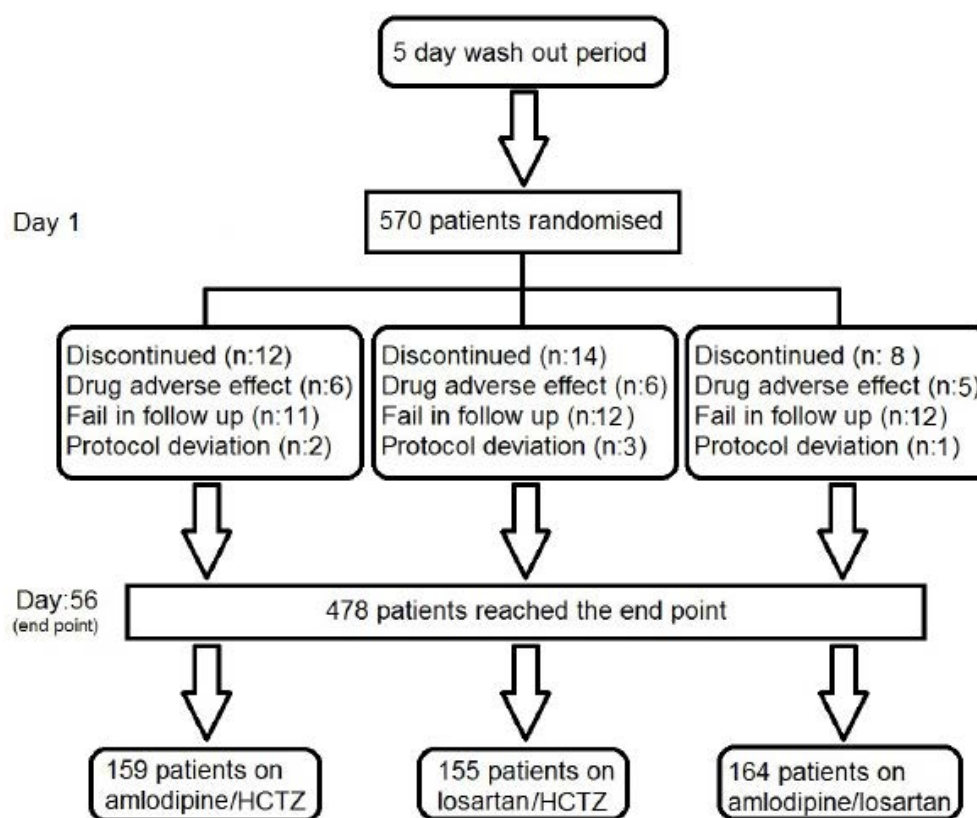 5 day wash out period
Day 1
570 patients randomised
Discontinued (n:12)
Drug adverse effect (n:6)
Fail in follow up (n:11)
Protocol deviation (n:2)
Discontinued (n:14)
Drug adverse effect (n:6)
Fail in follow up (n:12)
Protocol deviation (n:3)
Discontinued (n: 8 )
Drug adverse effect (n:5)
Fail in follow up (n:12)
Protocol deviation (n:1)
Day:56
(end point)
478 patients reached the end point
159 patients on
amlodipine/HCTZ
155 patients on
losartan/HCTZ
164 patients on
amlodipine/losartan